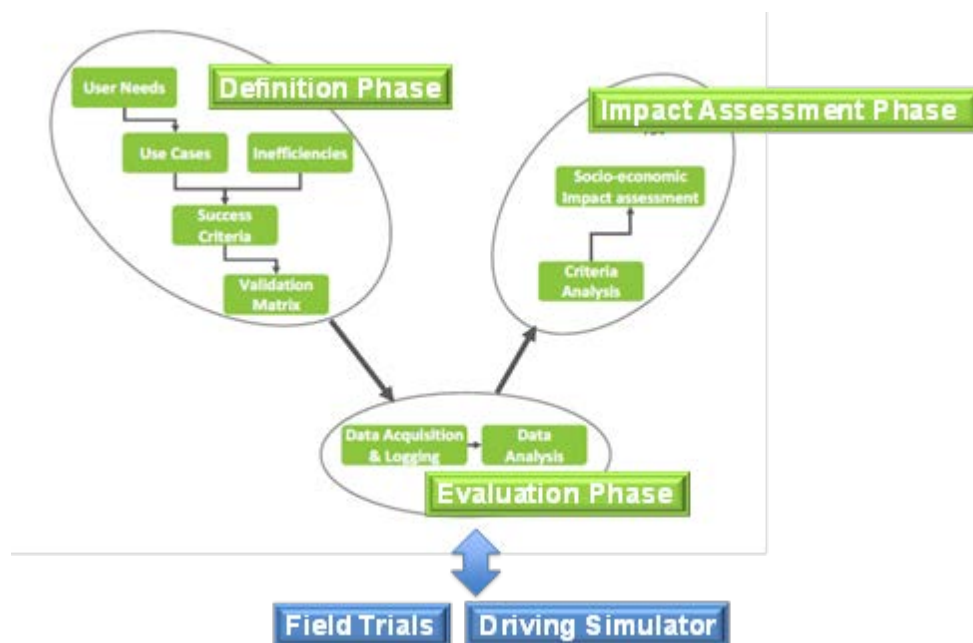 Definition Phase
User Needs
Use Cases
Inefficiencies
Success
Criteria
Validation
Matrix
Impact Assessment Phase
Socio-economic
Impact assessment
Criteria
Analysis
Data Acquisition
& Logging
Data
Analysis
Evaluation Phase
Field Trials
Driving Simulator